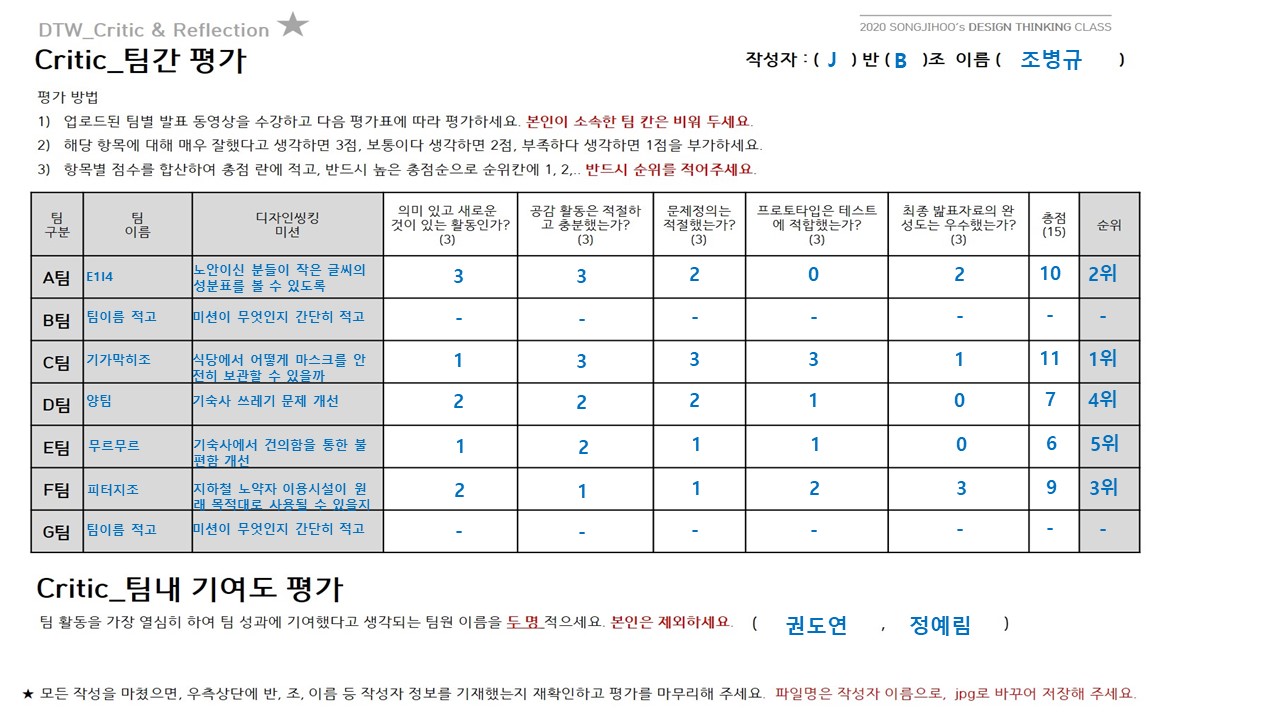 DTW_Critic & Reflection
2020 SONGJIHOO's DESIGN THINKING CLASS
Critic_팀간 평가
작성자 : ( J ) 반 ( B )조 이름 ( 조병규 )
평가 방법
1) 업로드된 팀별 발표 동영상을 수강하고 다음 평가표에 따라 평가하세요. 본인이 소속한 팀 칸은 비워 두세요.
2) 해당 항목에 대해 매우 잘했다고 생각하면 3점, 보통이다 생각하면 2점, 부족하다 생각하면 1점을 부가하세요.
3) 항목별 점수를 합산하여 총점 란에 적고, 반드시 높은 총점순으로 순위칸에 1, 2,.. 반드시 순위를 적어주세요.
팀
구분
팀
이름
디자인씽킹
미션
의미 있고 새로운
것이 있는 활동인가?
(3)
공감 활동은 적절하
고 충분했는가?
(3)
문제정의는
적절했는가?
(3)
프로토타입은 테스트
에 적합했는가?
(3)
최종 발표자료의 완
성도는 우수했는가?
(3)
총점
(15)
순위
A팀 E1I4 노안이신 분들이 작은 글씨의
성분표를 볼 수 있도록
3 3 2 0 2 10 2위
B팀 팀이름 적고 미션이 무엇인지 간단히 적고 - - - - - - -
C팀 기가막히조 식당에서 어떻게 마스크를 안
전히 보관할 수 있을까
1 3 3 3 1 11 1위
D팀 양팀 기숙사 쓰레기 문제 개선 2 2 2 1 0 7 4위
E팀 무르무르 기숙사에서 건의함을 통한 불
편함 개선
1 2 1 1 0 6 5위
F팀 피터지조 지하철 노약자 이용시설이 원
래 목적대로 사용될 수 있을지
2 1 1 2 3 9 3위
G팀 팀이름 적고 미션이 무엇인지 간단히 적고 - - - - - - -
Critic_팀내 기여도 평가
팀 활동을 가장 열심히 하여 팀 성과에 기여했다고 생각되는 팀원 이름을 두 명 적으세요. 본인은 제외하세요. ( 권도연 , 정예림 )
★ 모든 작성을 마쳤으면, 우측상단에 반, 조, 이름 등 작성자 정보를 기재했는지 재확인하고 평가를 마무리해 주세요. 파일명은 작성자 이름으로, jpg로 바꾸어 저장해 주세요.